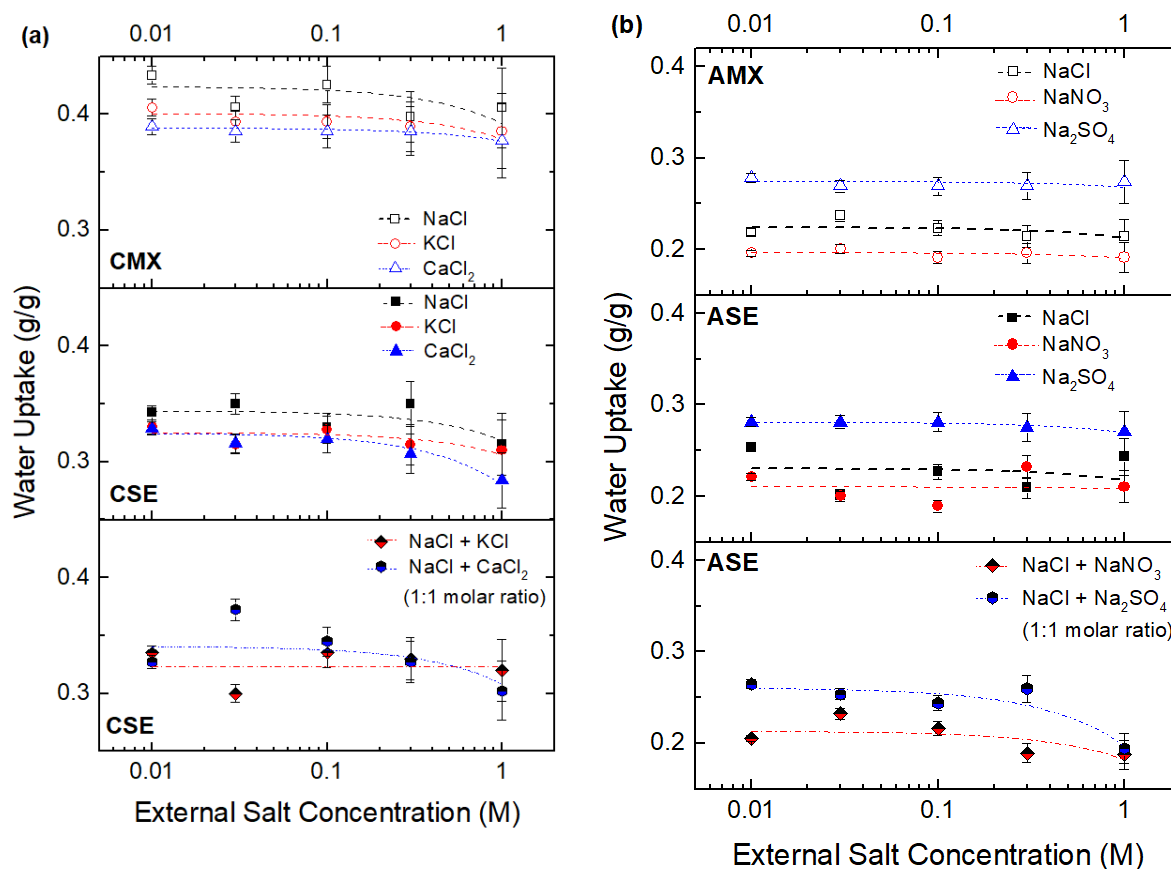 (a)
0.01 0.1 1
0.4
0.3
NaCl
KCl
CaCl₂
CMX
NaCl
KCl
CaCl₂
0.4
0.3
CSE
NaCl + KCl
NaCl + CaCl₂
(1:1 molar ratio)
0.4
0.3
CSE
0.01 0.1 1
Water Uptake (g/g)
External Salt Concentration (M)
(b)
0.01 0.1 1
AMX
NaCl
NaNO₃
Na₂SO₄
0.4
0.3
0.2
ASE
NaCl
NaNO₃
Na₂SO₄
0.4
0.3
0.2
ASE
NaCl + NaNO₃
NaCl + Na₂SO₄
(1:1 molar ratio)
0.4
0.3
0.2
0.01 0.1 1
Water Uptake (g/g)
External Salt Concentration (M)